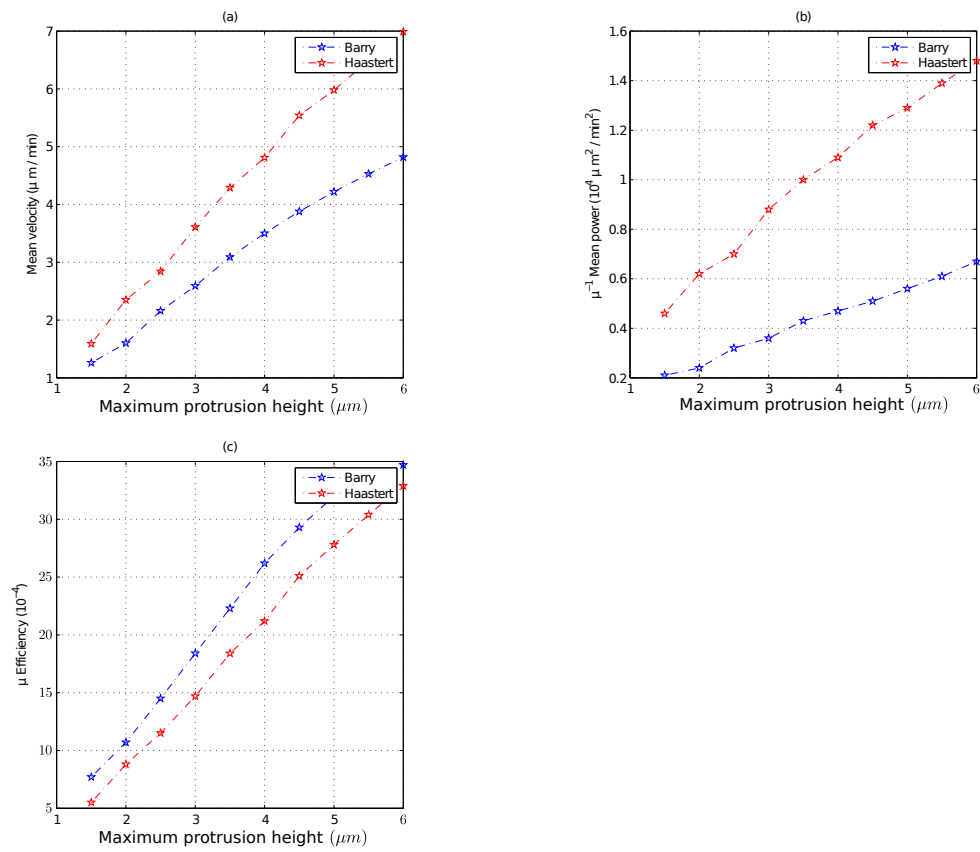 (a)
Barry
Haastert
7
6
5
4
3
2
1
Mean velocity (μ m / min)
1 2 3 4 5 6
Maximum protrusion height (μm)
(b)
Barry
Haastert
1.6
1.4
1.2
1
0.8
0.6
0.4
0.2
μ⁻¹ Mean power (10⁴ μ m² / min²)
1 2 3 4 5 6
Maximum protrusion height (μm)
(c)
Barry
Haastert
35
30
25
20
15
10
5
μ Efficiency (10⁻⁴)
1 2 3 4 5 6
Maximum protrusion height (μm)